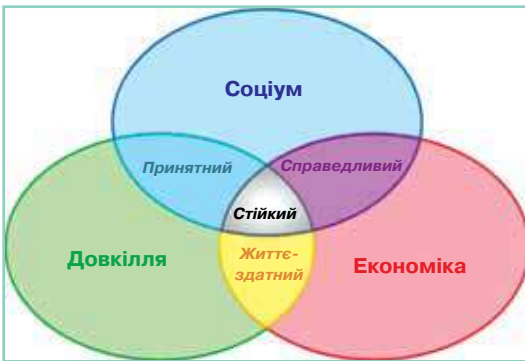 Соціум
Принятний
Справедливий
Стійкий
Довкілля
Життє-
здатний
Економіка